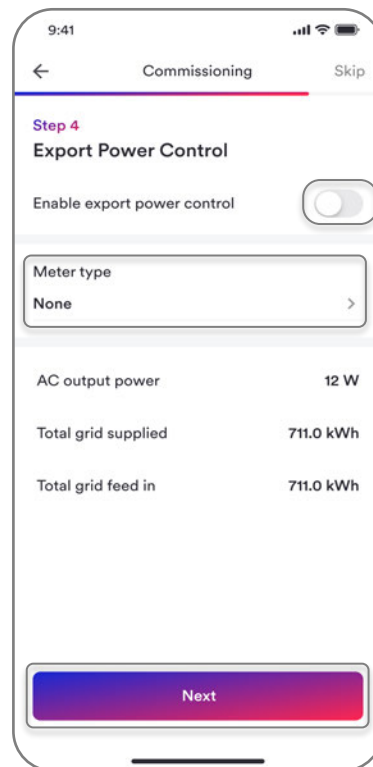 9:41
Commissioning Skip
Step 4
Export Power Control
Enable export power control
Meter type
None
AC output power 12 W
Total grid supplied 711.0 kWh
Total grid feed in 711.0 kWh
Next